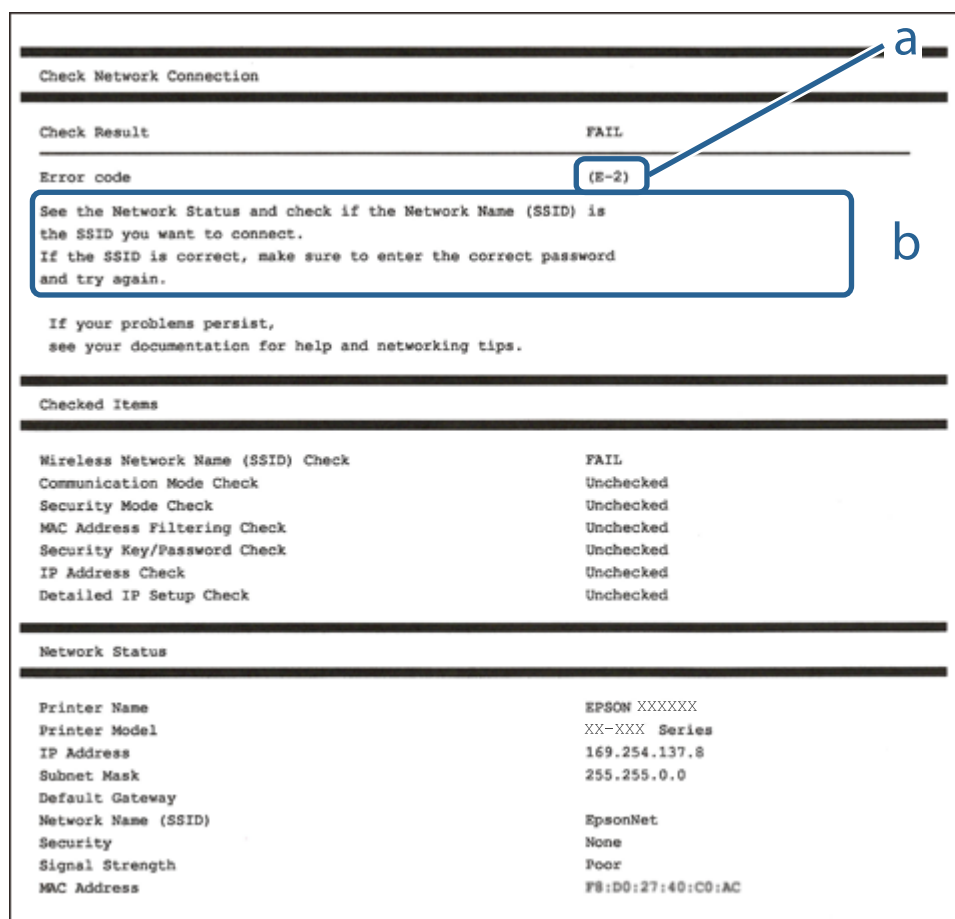 a
Check Network Connection
Check Result FAIL
Error code (E-2)
See the Network Status and check if the Network Name (SSID) is
the SSID you want to connect.
If the SSID is correct, make sure to enter the correct password
and try again.
b
If your problems persist,
see your documentation for help and networking tips.
Checked Items
Wireless Network Name (SSID) Check FAIL
Communication Mode Check Unchecked
Security Mode Check Unchecked
MAC Address Filtering Check Unchecked
Security Key/Password Check Unchecked
IP Address Check Unchecked
Detailed IP Setup Check Unchecked
Network Status
Printer Name EPSON XXXXXX
Printer Model XX-XXX Series
IP Address 169.254.137.8
Subnet Mask 255.255.0.0
Default Gateway
Network Name (SSID) EpsonNet
Security None
Signal Strength Poor
MAC Address F8:D0:27:40:C0:AC